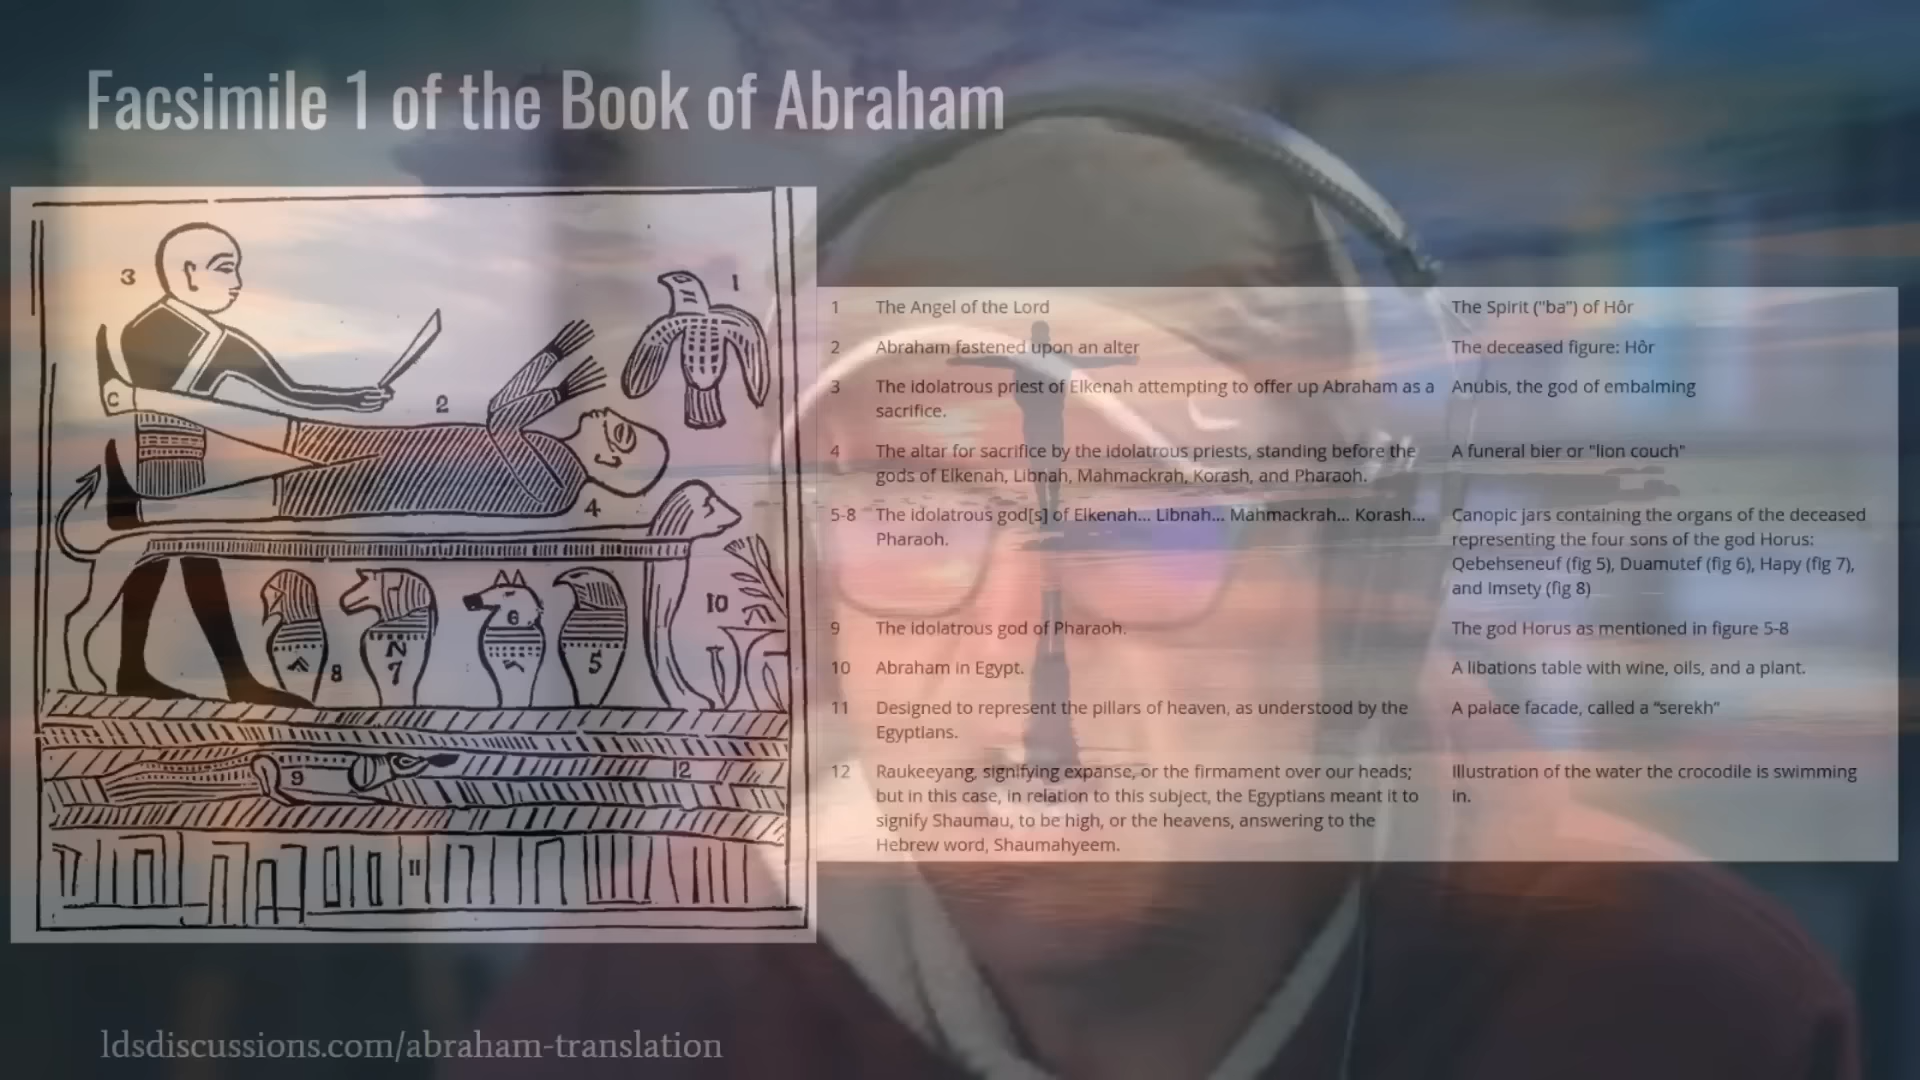 Facsimile 1 of the Book of Abraham
3
1
C
2
4
10
8
N
7
6
5
9
12
11
1 The Angel of the Lord The Spirit ("ba") of Hôr
2 Abraham fastened upon an alter The deceased figure: Hôr
3 The idolatrous priest of Elkenah attempting to offer up Abraham as a Anubis, the god of embalming
sacrifice.
4 The altar for sacrifice by the idolatrous priests, standing before the A funeral bier or "lion couch"
gods of Elkenah, Libnah, Mahmackrah, Korash, and Pharaoh.
5-8 The idolatrous god[s] of Elkenah... Libnah... Mahmackrah... Korash... Canopic jars containing the organs of the deceased
Pharaoh. representing the four sons of the god Horus:
Qebehseneuf (fig 5), Duamutef (fig 6), Hapy (fig 7),
and Imsety (fig 8)
9 The idolatrous god of Pharaoh. The god Horus as mentioned in figure 5-8
10 Abraham in Egypt. A libations table with wine, oils, and a plant.
11 Designed to represent the pillars of heaven, as understood by the A palace facade, called a “serekh”
Egyptians.
12 Raukeeyang, signifying expanse, or the firmament over our heads; Illustration of the water the crocodile is swimming
but in this case, in relation to this subject, the Egyptians meant it to in.
signify Shaumau, to be high, or the heavens, answering to the
Hebrew word, Shaumahyeem.
ldsdiscussions.com/abraham-translation